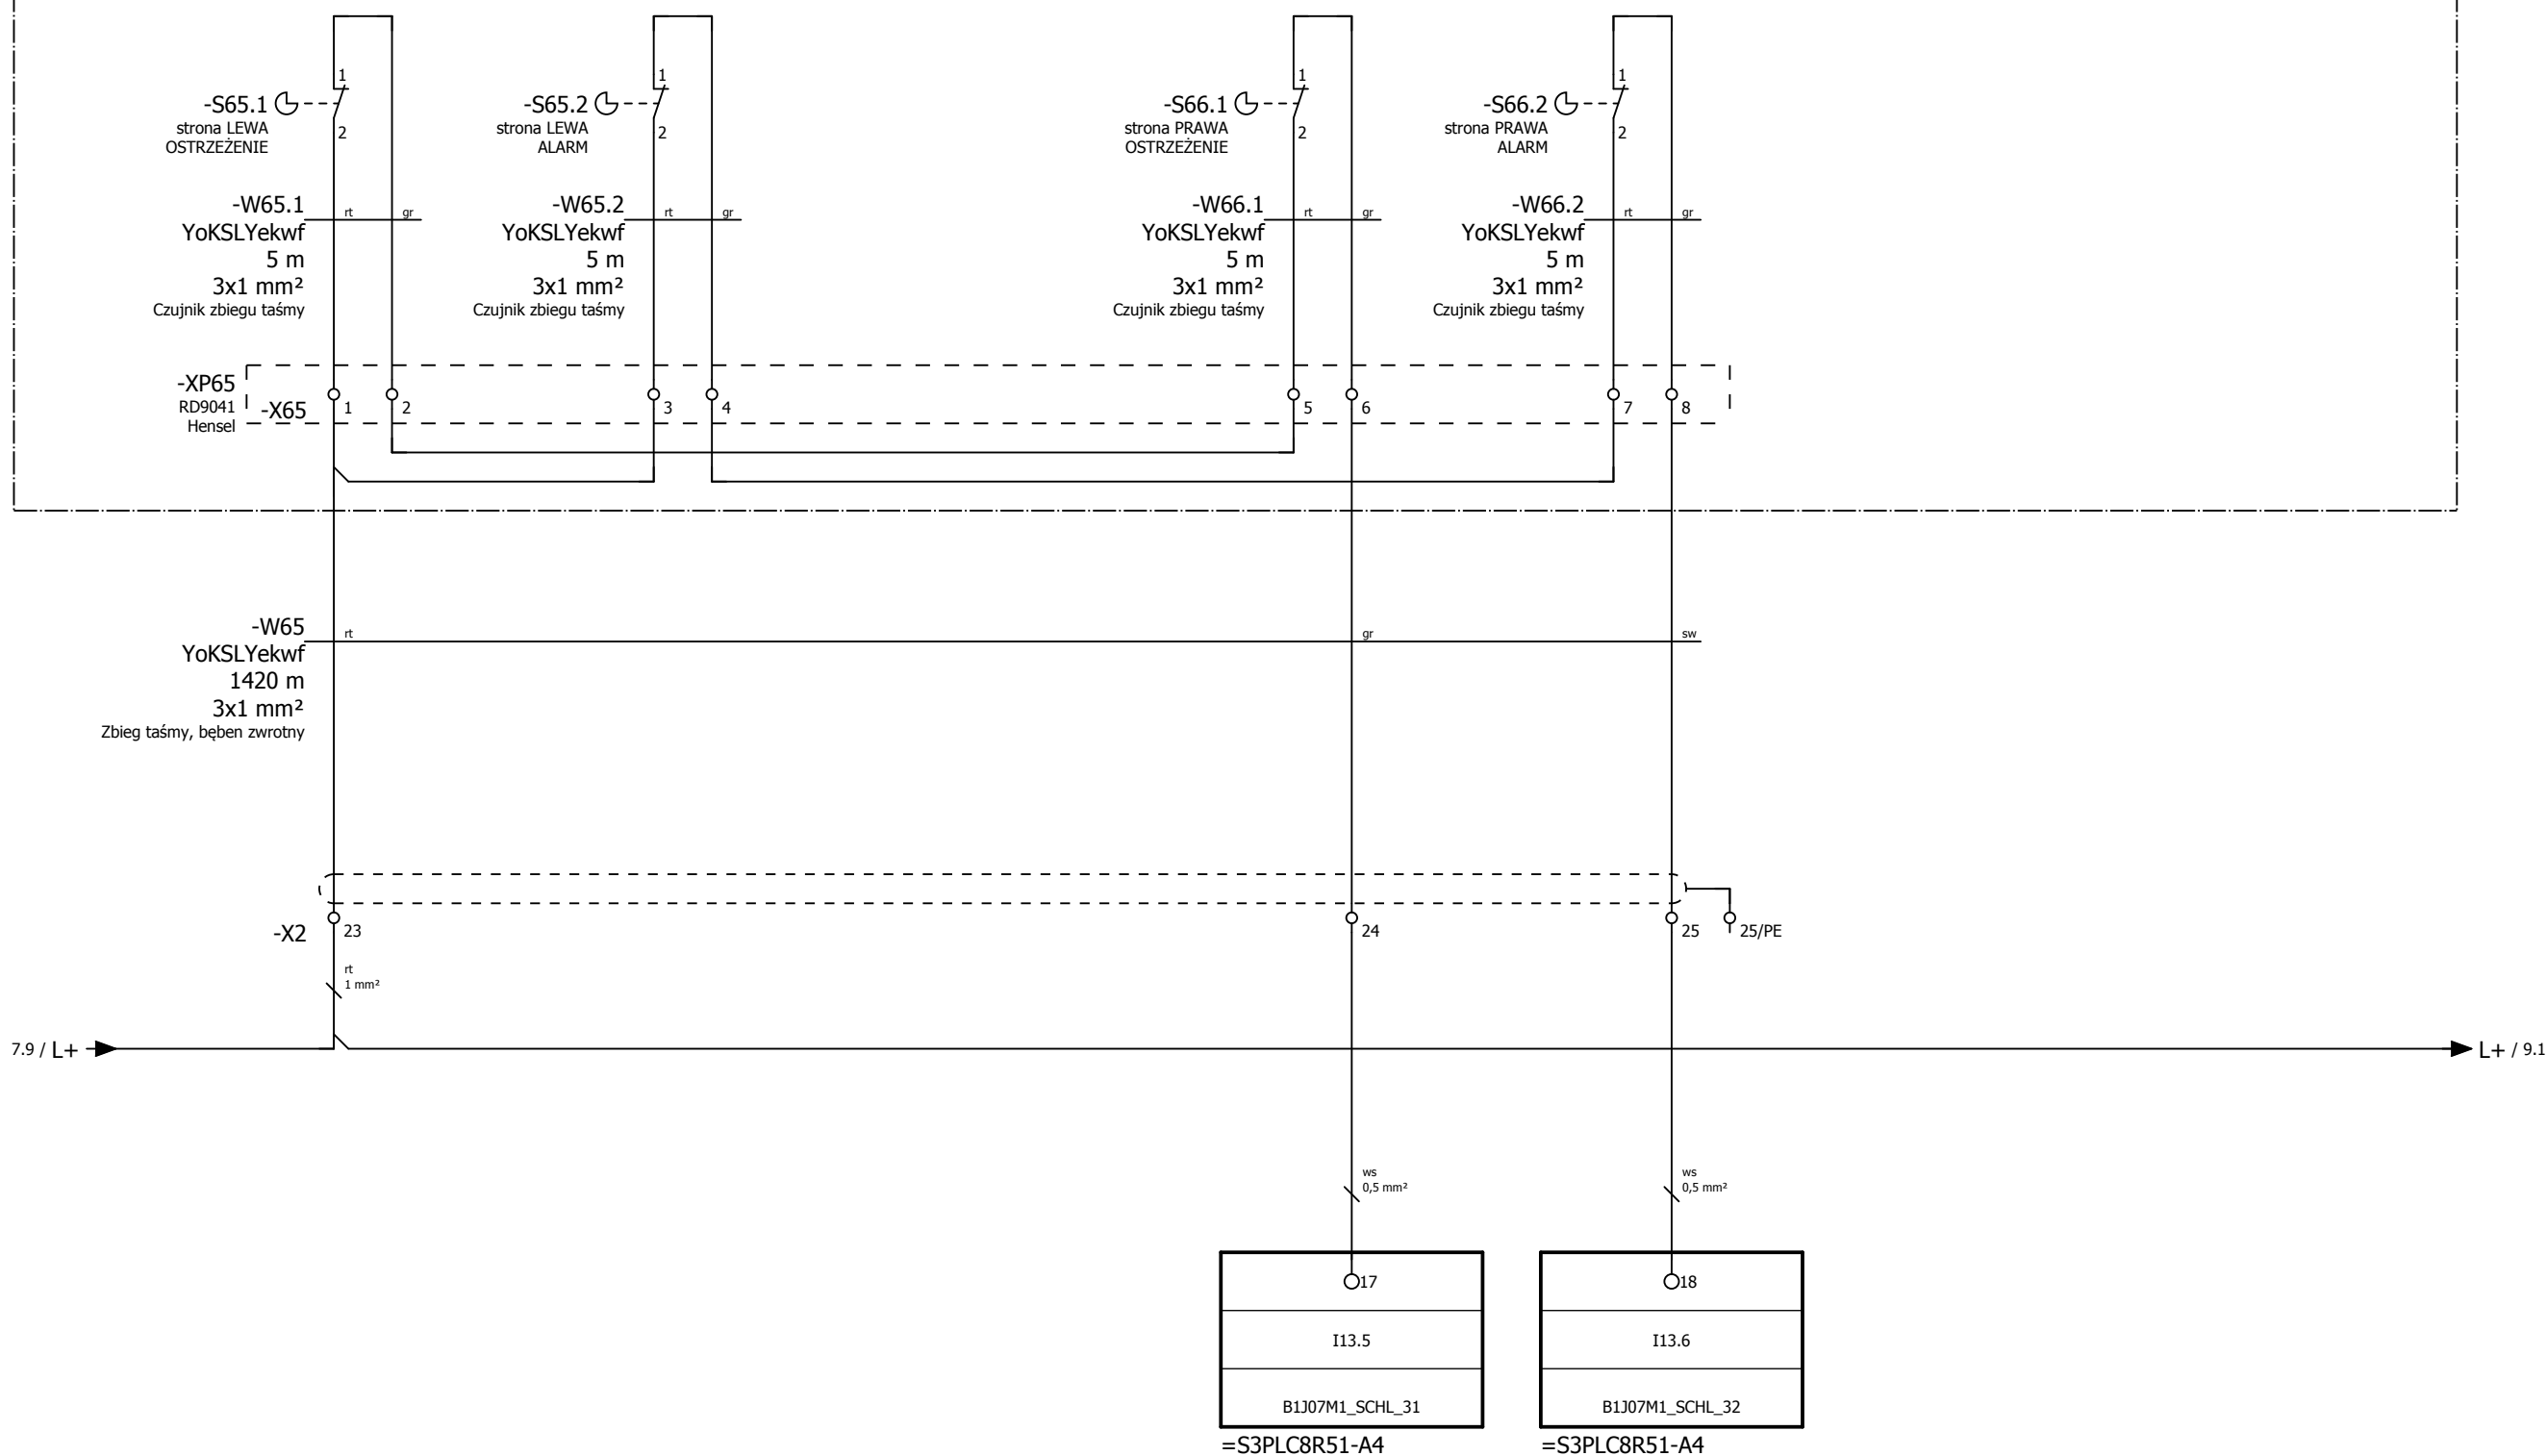 1
1
1
1
-S65.1
strona LEWA
OSTRZEŻENIE
2
-S65.2
strona LEWA
ALARM
2
-S66.1
strona PRAWA
OSTRZEŻENIE
2
-S66.2
strona PRAWA
ALARM
2
-W65.1
YoKSLYekwf
5 m
3x1 mm²
Czujnik zbiegu taśmy
rt
gr
-W65.2
YoKSLYekwf
5 m
3x1 mm²
Czujnik zbiegu taśmy
rt
gr
-W66.1
YoKSLYekwf
5 m
3x1 mm²
Czujnik zbiegu taśmy
rt
gr
-W66.2
YoKSLYekwf
5 m
3x1 mm²
Czujnik zbiegu taśmy
rt
gr
-XP65
RD9041
Hensel
-X65
1
2
3
4
5
6
7
8
-W65
YoKSLYekwf
1420 m
3x1 mm²
Zbieg taśmy, bęben zwrotny
rt
gr
sw
-X2
23
24
25
25/PE
rt
1 mm²
7.9 / L+
L+ / 9.1
ws
0,5 mm²
ws
0,5 mm²
17
I13.5
B1J07M1_SCHL_31
=S3PLC8R51-A4
18
I13.6
B1J07M1_SCHL_32
=S3PLC8R51-A4